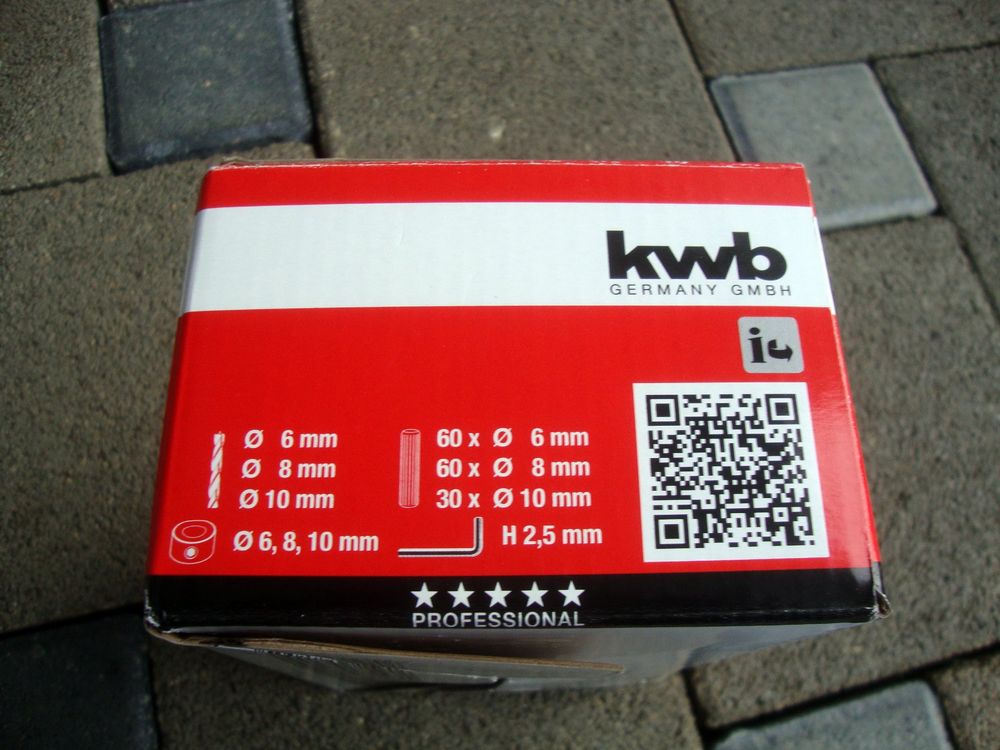 kwb
GERMANY GMBH
i
Ø 6 mm
Ø 8 mm
Ø 10 mm
Ø 6, 8, 10 mm
60 x Ø 6 mm
60 x Ø 8 mm
30 x Ø 10 mm
H 2,5 mm
PROFESSIONAL